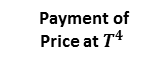 Payment of
Price at T⁴